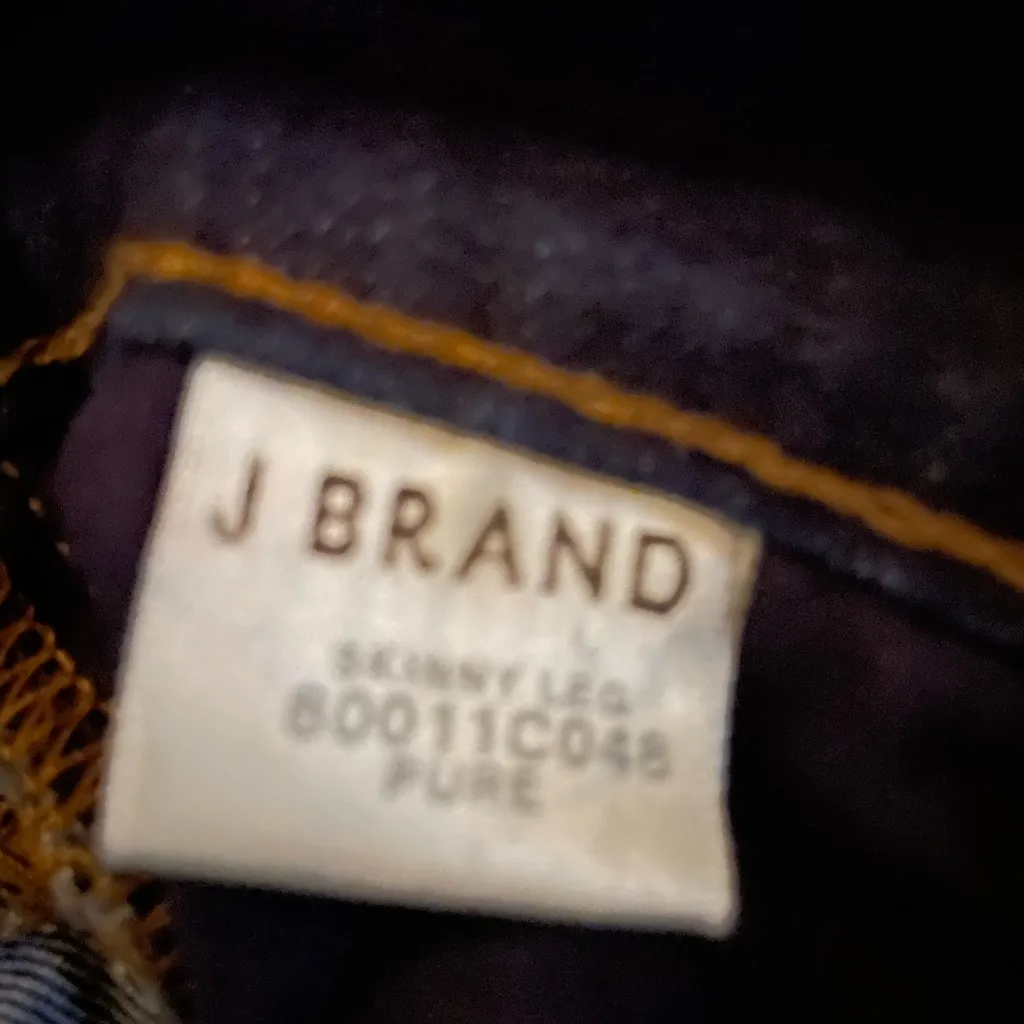 J BRAND
SKINNY LEG
80011C048
PURE